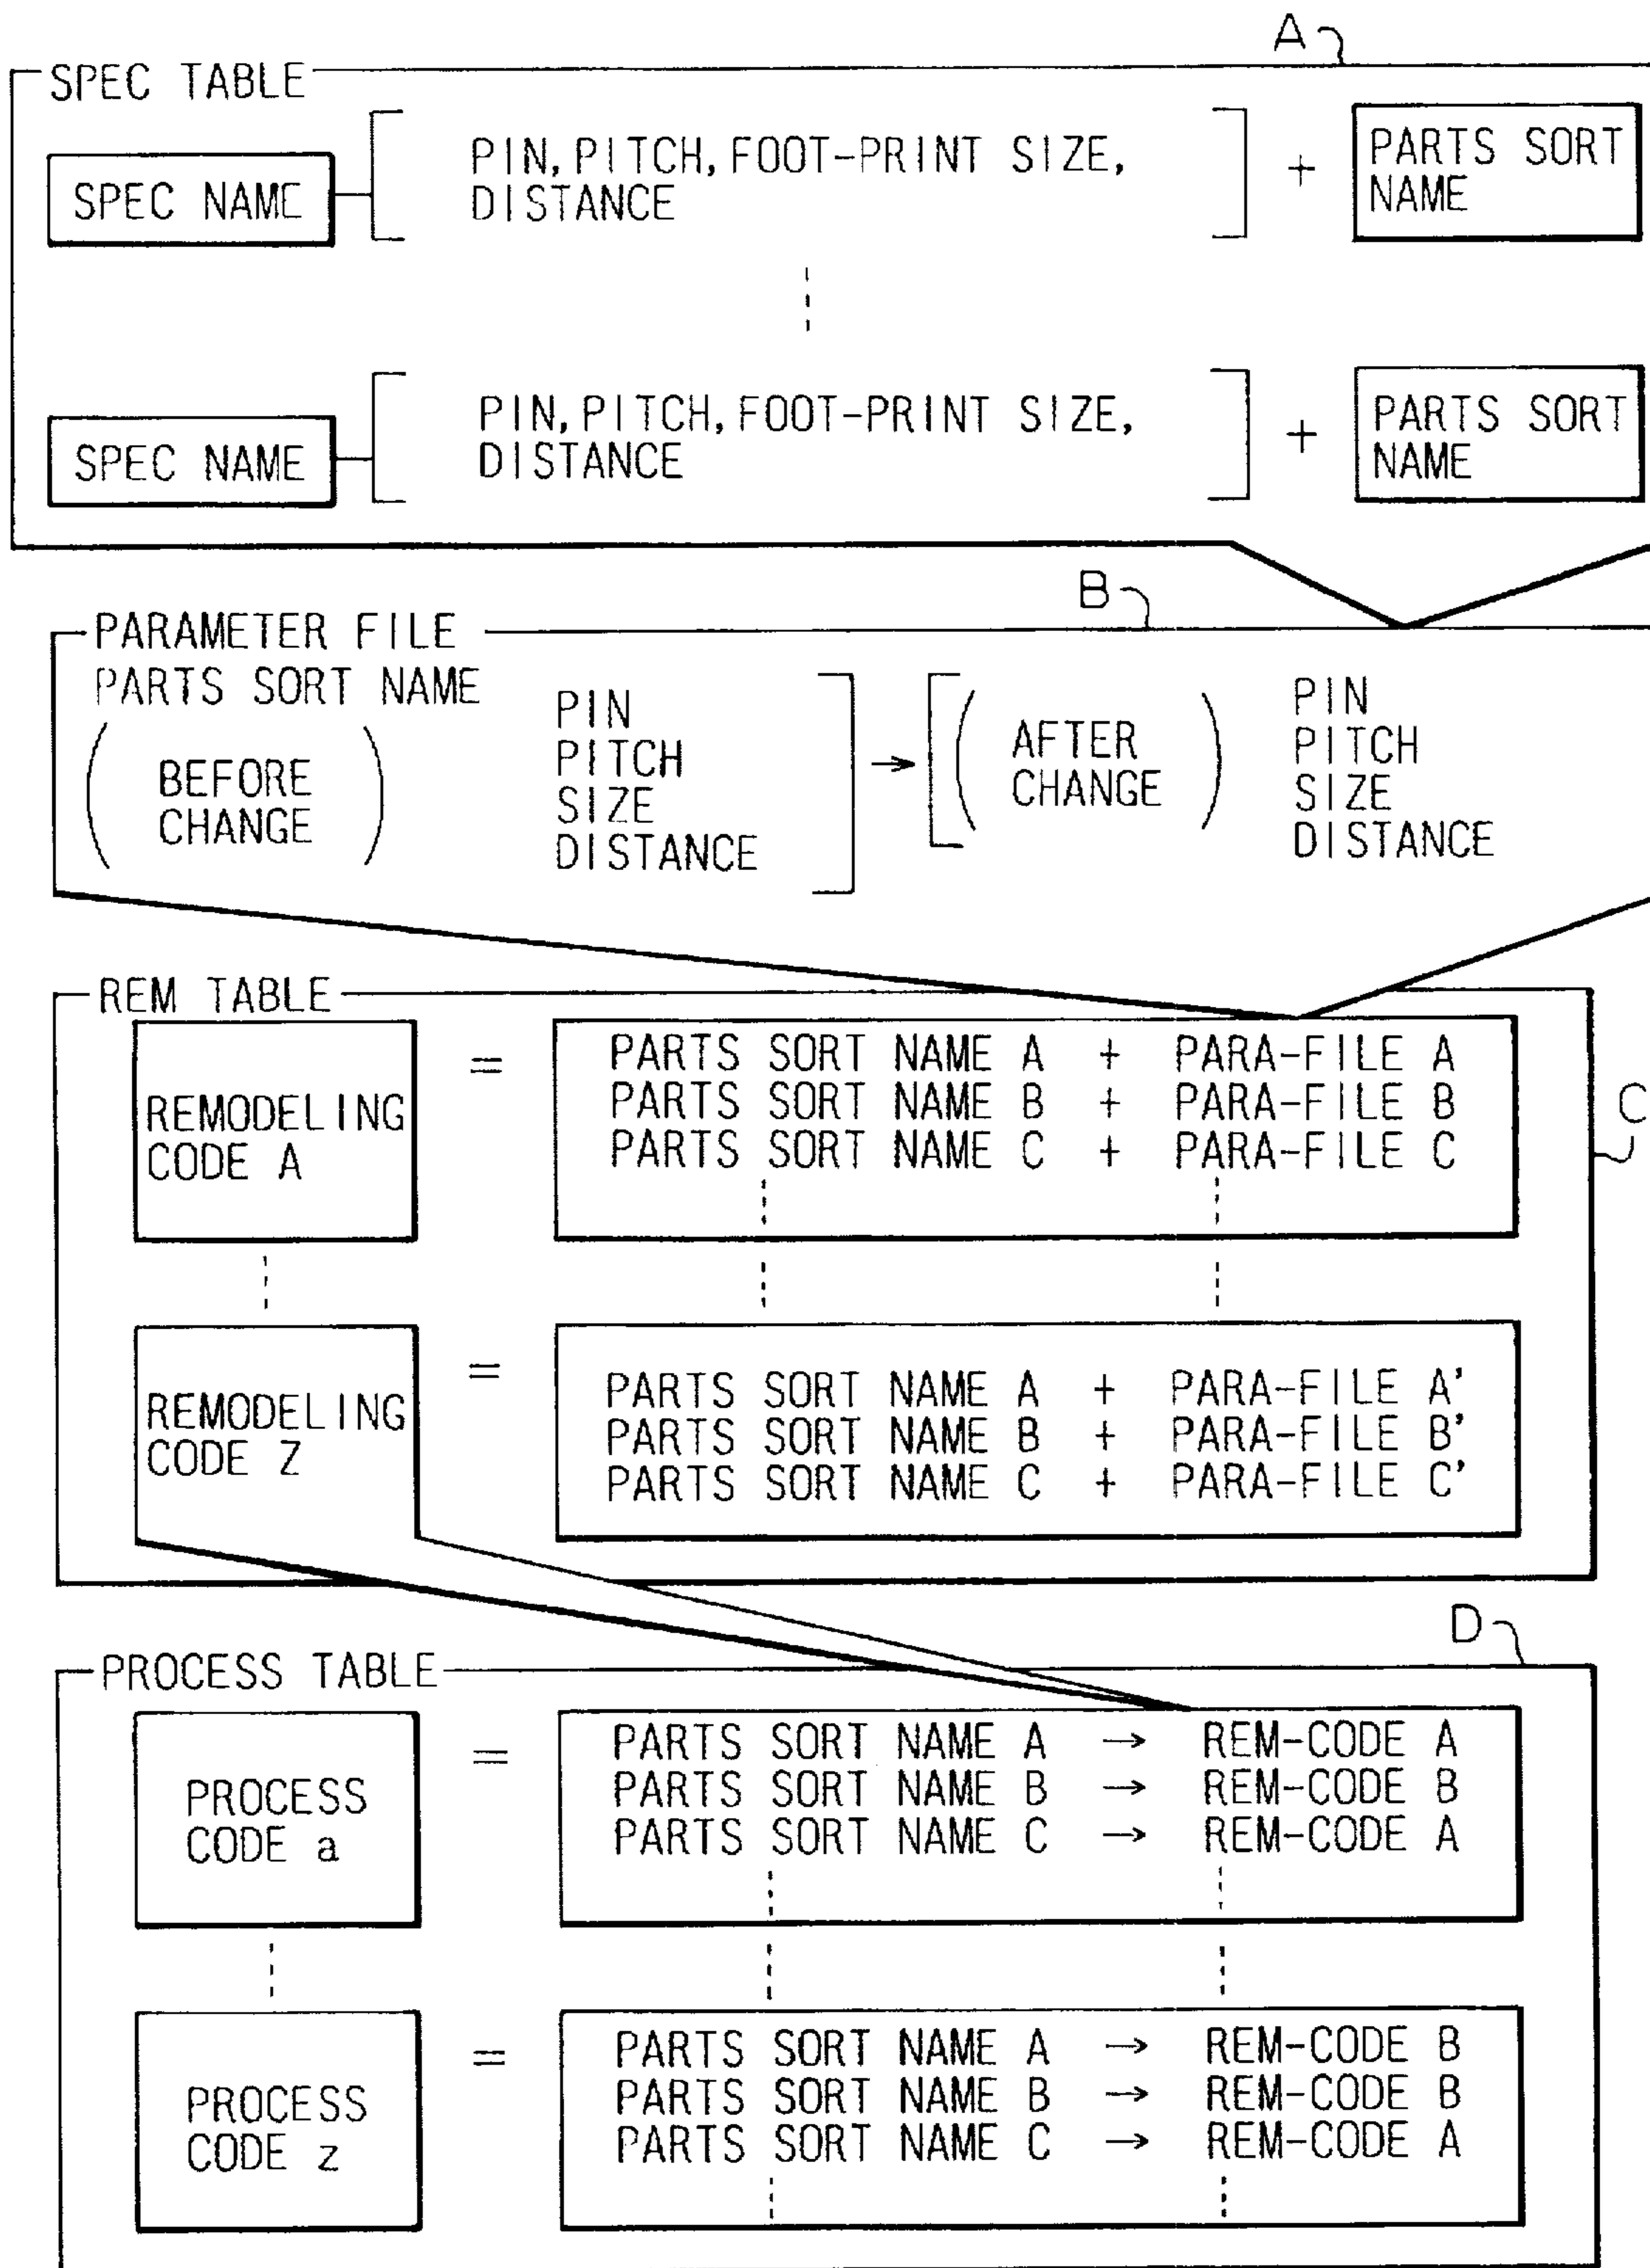 A
SPEC TABLE
SPEC NAME
PIN, PITCH, FOOT-PRINT SIZE,
DISTANCE
+
PARTS SORT
NAME
SPEC NAME
PIN, PITCH, FOOT-PRINT SIZE,
DISTANCE
+
PARTS SORT
NAME
B
PARAMETER FILE
PARTS SORT NAME
( BEFORE
CHANGE )
PIN
PITCH
SIZE
DISTANCE
→
( AFTER
CHANGE )
PIN
PITCH
SIZE
DISTANCE
REM TABLE
C
REMODELING
CODE A
=
PARTS SORT NAME A + PARA-FILE A
PARTS SORT NAME B + PARA-FILE B
PARTS SORT NAME C + PARA-FILE C
REMODELING
CODE Z
=
PARTS SORT NAME A + PARA-FILE A'
PARTS SORT NAME B + PARA-FILE B'
PARTS SORT NAME C + PARA-FILE C'
D
PROCESS TABLE
PROCESS
CODE a
=
PARTS SORT NAME A → REM-CODE A
PARTS SORT NAME B → REM-CODE B
PARTS SORT NAME C → REM-CODE A
PROCESS
CODE z
=
PARTS SORT NAME A → REM-CODE B
PARTS SORT NAME B → REM-CODE B
PARTS SORT NAME C → REM-CODE A